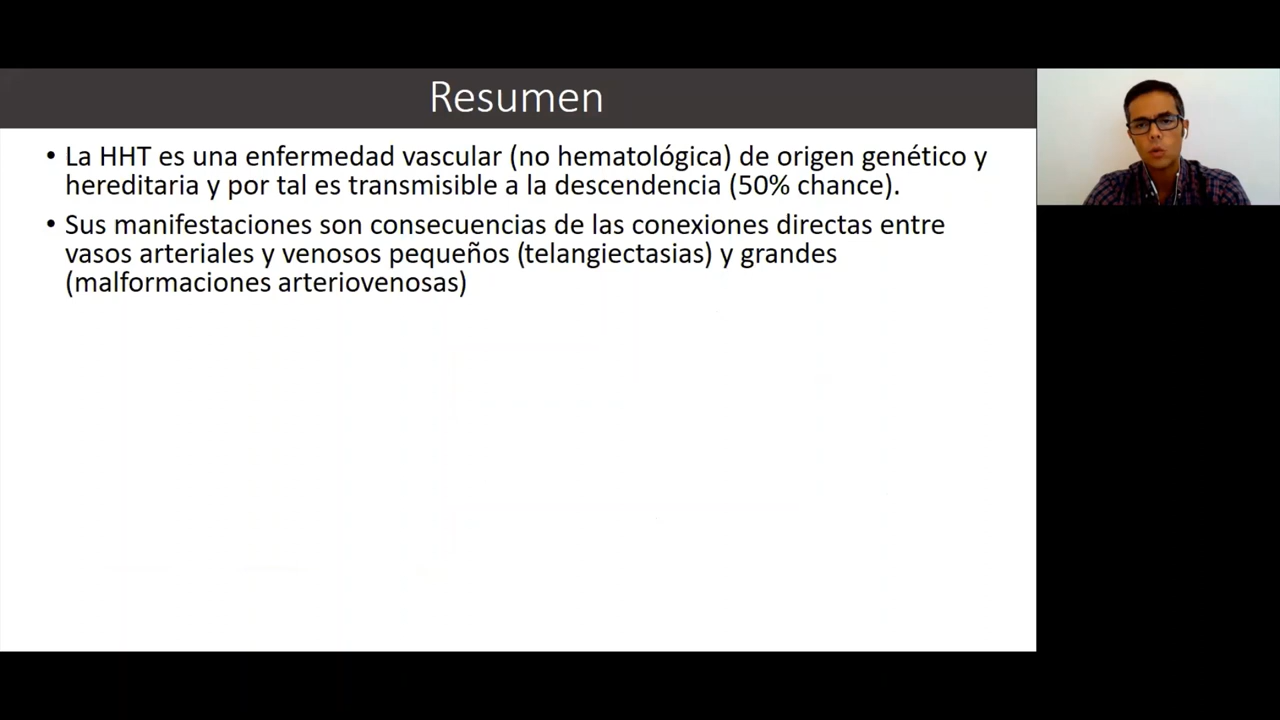 Resumen
• La HHT es una enfermedad vascular (no hematológica) de origen genético y
hereditaria y por tal es transmisible a la descendencia (50% chance).
• Sus manifestaciones son consecuencias de las conexiones directas entre
vasos arteriales y venosos pequeños (telangiectasias) y grandes
(malformaciones arteriovenosas)